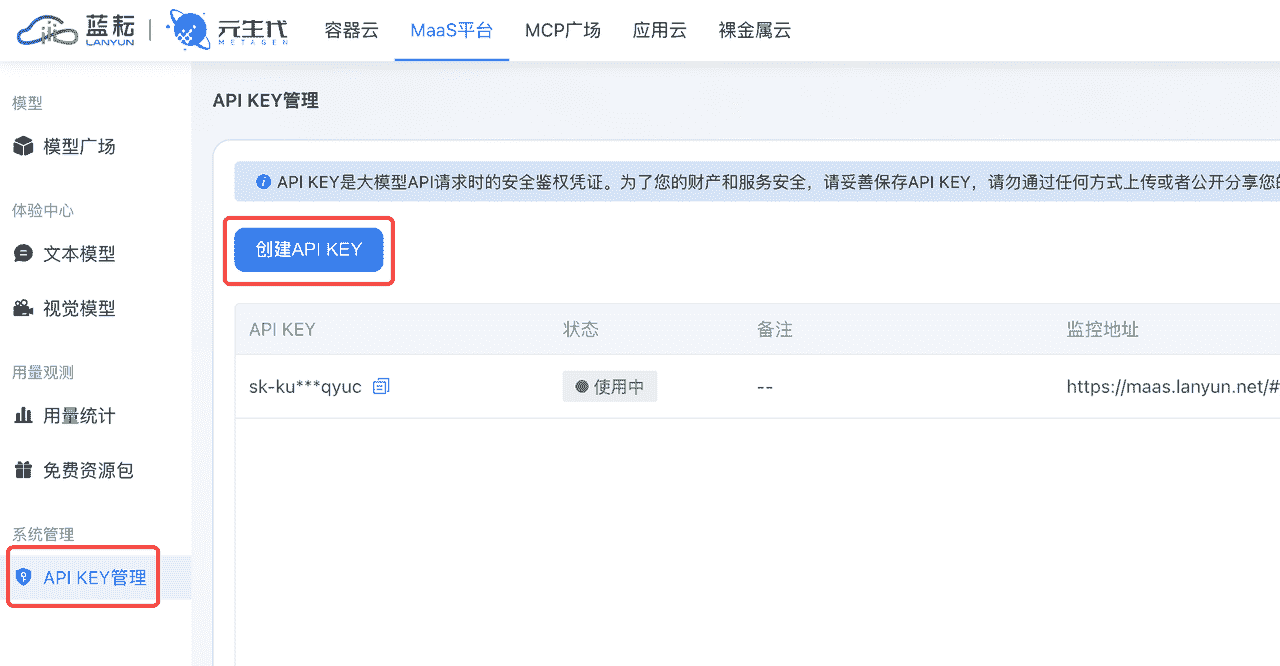 蓝耘 LANYUN | 元生代 METAGEN 容器云 MaaS平台 MCP广场 应用云 裸金属云
模型
模型广场
体验中心
文本模型
视觉模型
用量观测
用量统计
免费资源包
系统管理
API KEY管理
API KEY管理
API KEY是大模型API请求时的安全鉴权凭证。为了您的财产和服务安全，请妥善保存API KEY，请勿通过任何方式上传或者公开分享您的
创建API KEY
API KEY 状态 备注 监控地址
sk-ku***qyuc 使用中 -- https://maas.lanyun.net/#